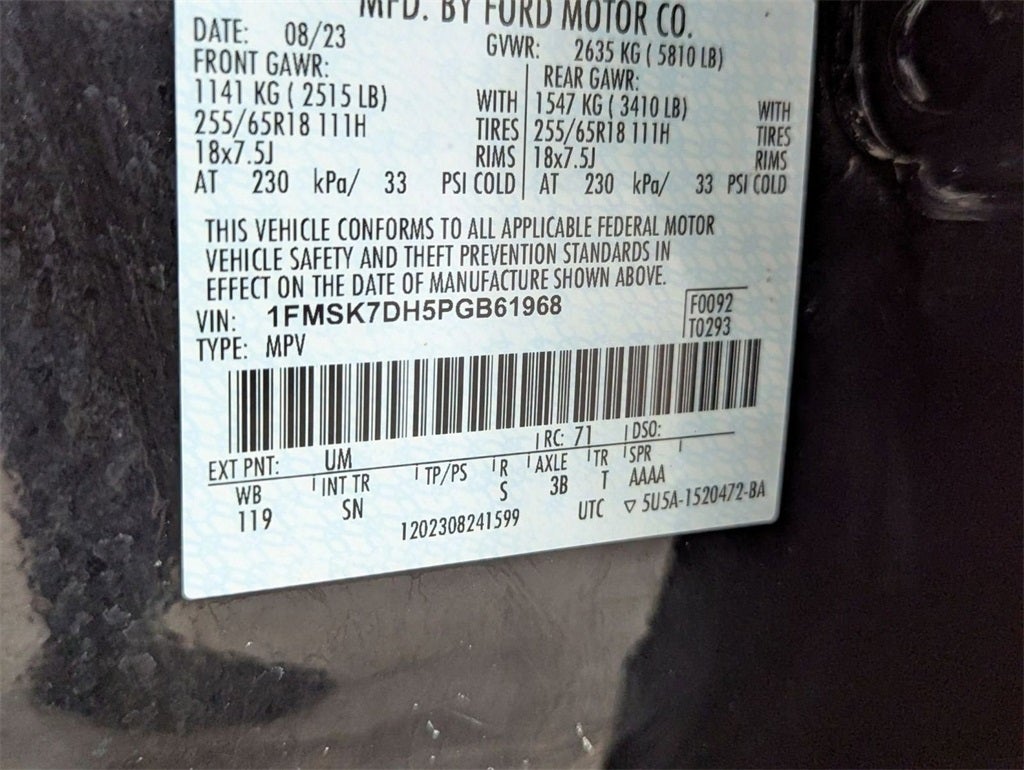 MFD. BY FORD MOTOR CO.
DATE: 08/23 GVWR: 2635 KG ( 5810 LB)
FRONT GAWR: REAR GAWR:
1141 KG ( 2515 LB) WITH 1547 KG ( 3410 LB) WITH
255/65R18 111H TIRES 255/65R18 111H TIRES
18x7.5J RIMS 18x7.5J RIMS
AT 230 kPa/ 33 PSI COLD AT 230 kPa/ 33 PSI COLD
THIS VEHICLE CONFORMS TO ALL APPLICABLE FEDERAL MOTOR
VEHICLE SAFETY AND THEFT PREVENTION STANDARDS IN
EFFECT ON THE DATE OF MANUFACTURE SHOWN ABOVE.
VIN: 1FMSK7DH5PGB61968 F0092
TYPE: MPV T0293
EXT PNT: UM RC: 71 DSO:
WB INT TR TP/PS R AXLE TR SPR
119 SN S 3B T AAAA
1202308241599 UTC ▽ 5U5A-1520472-BA